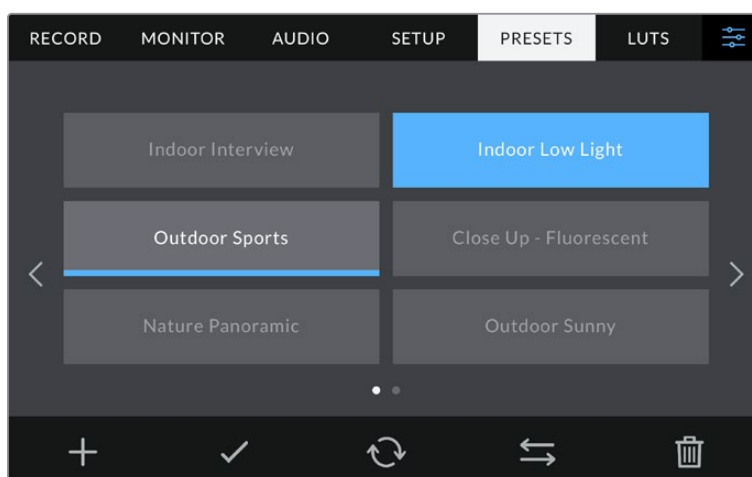 RECORD MONITOR AUDIO SETUP PRESETS LUTS
Indoor Interview Indoor Low Light
Outdoor Sports Close Up - Fluorescent
Nature Panoramic Outdoor Sunny